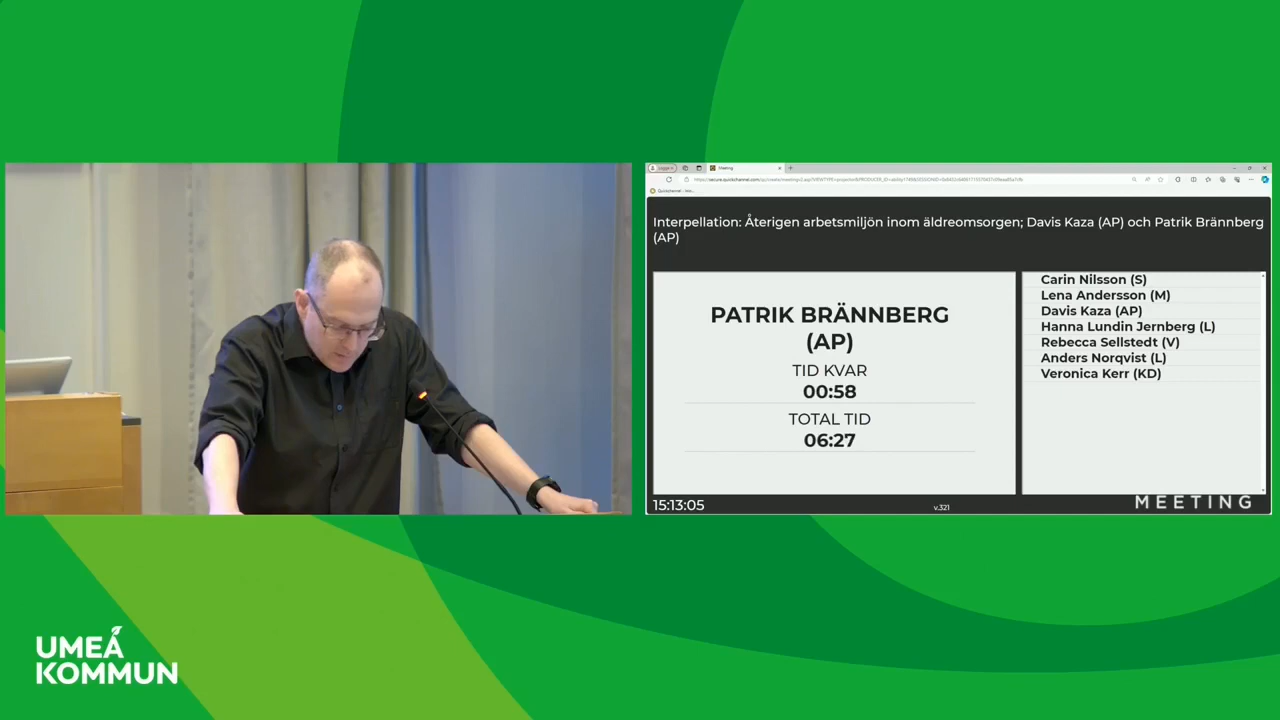 Meeting
Interpellation: Återigen arbetsmiljön inom äldreomsorgen; Davis Kaza (AP) och Patrik Brännberg
(AP)
PATRIK BRÄNNBERG
(AP)
TID KVAR
00:58
TOTAL TID
06:27
Carin Nilsson (S)
Lena Andersson (M)
Davis Kaza (AP)
Hanna Lundin Jernberg (L)
Rebecca Sellstedt (V)
Anders Norqvist (L)
Veronica Kerr (KD)
15:13:05
v.321
MEETING
UMEÅ
KOMMUN